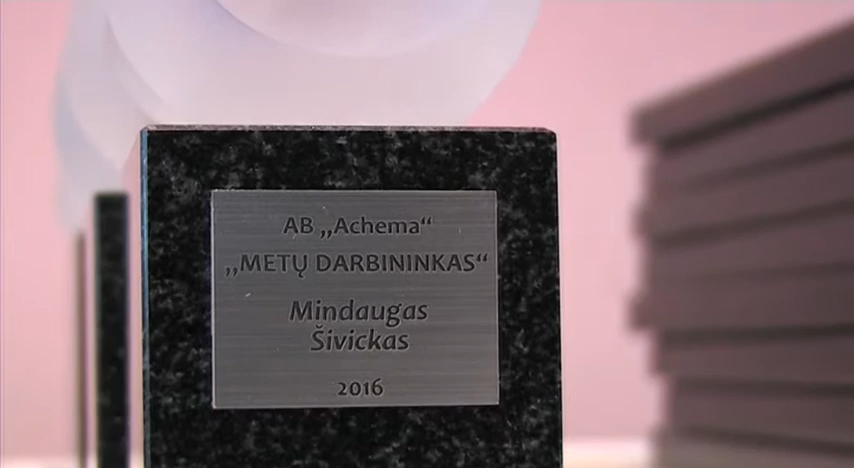 AB „Achema“
„METŲ DARBININKAS“
Mindaugas
Šivickas
2016